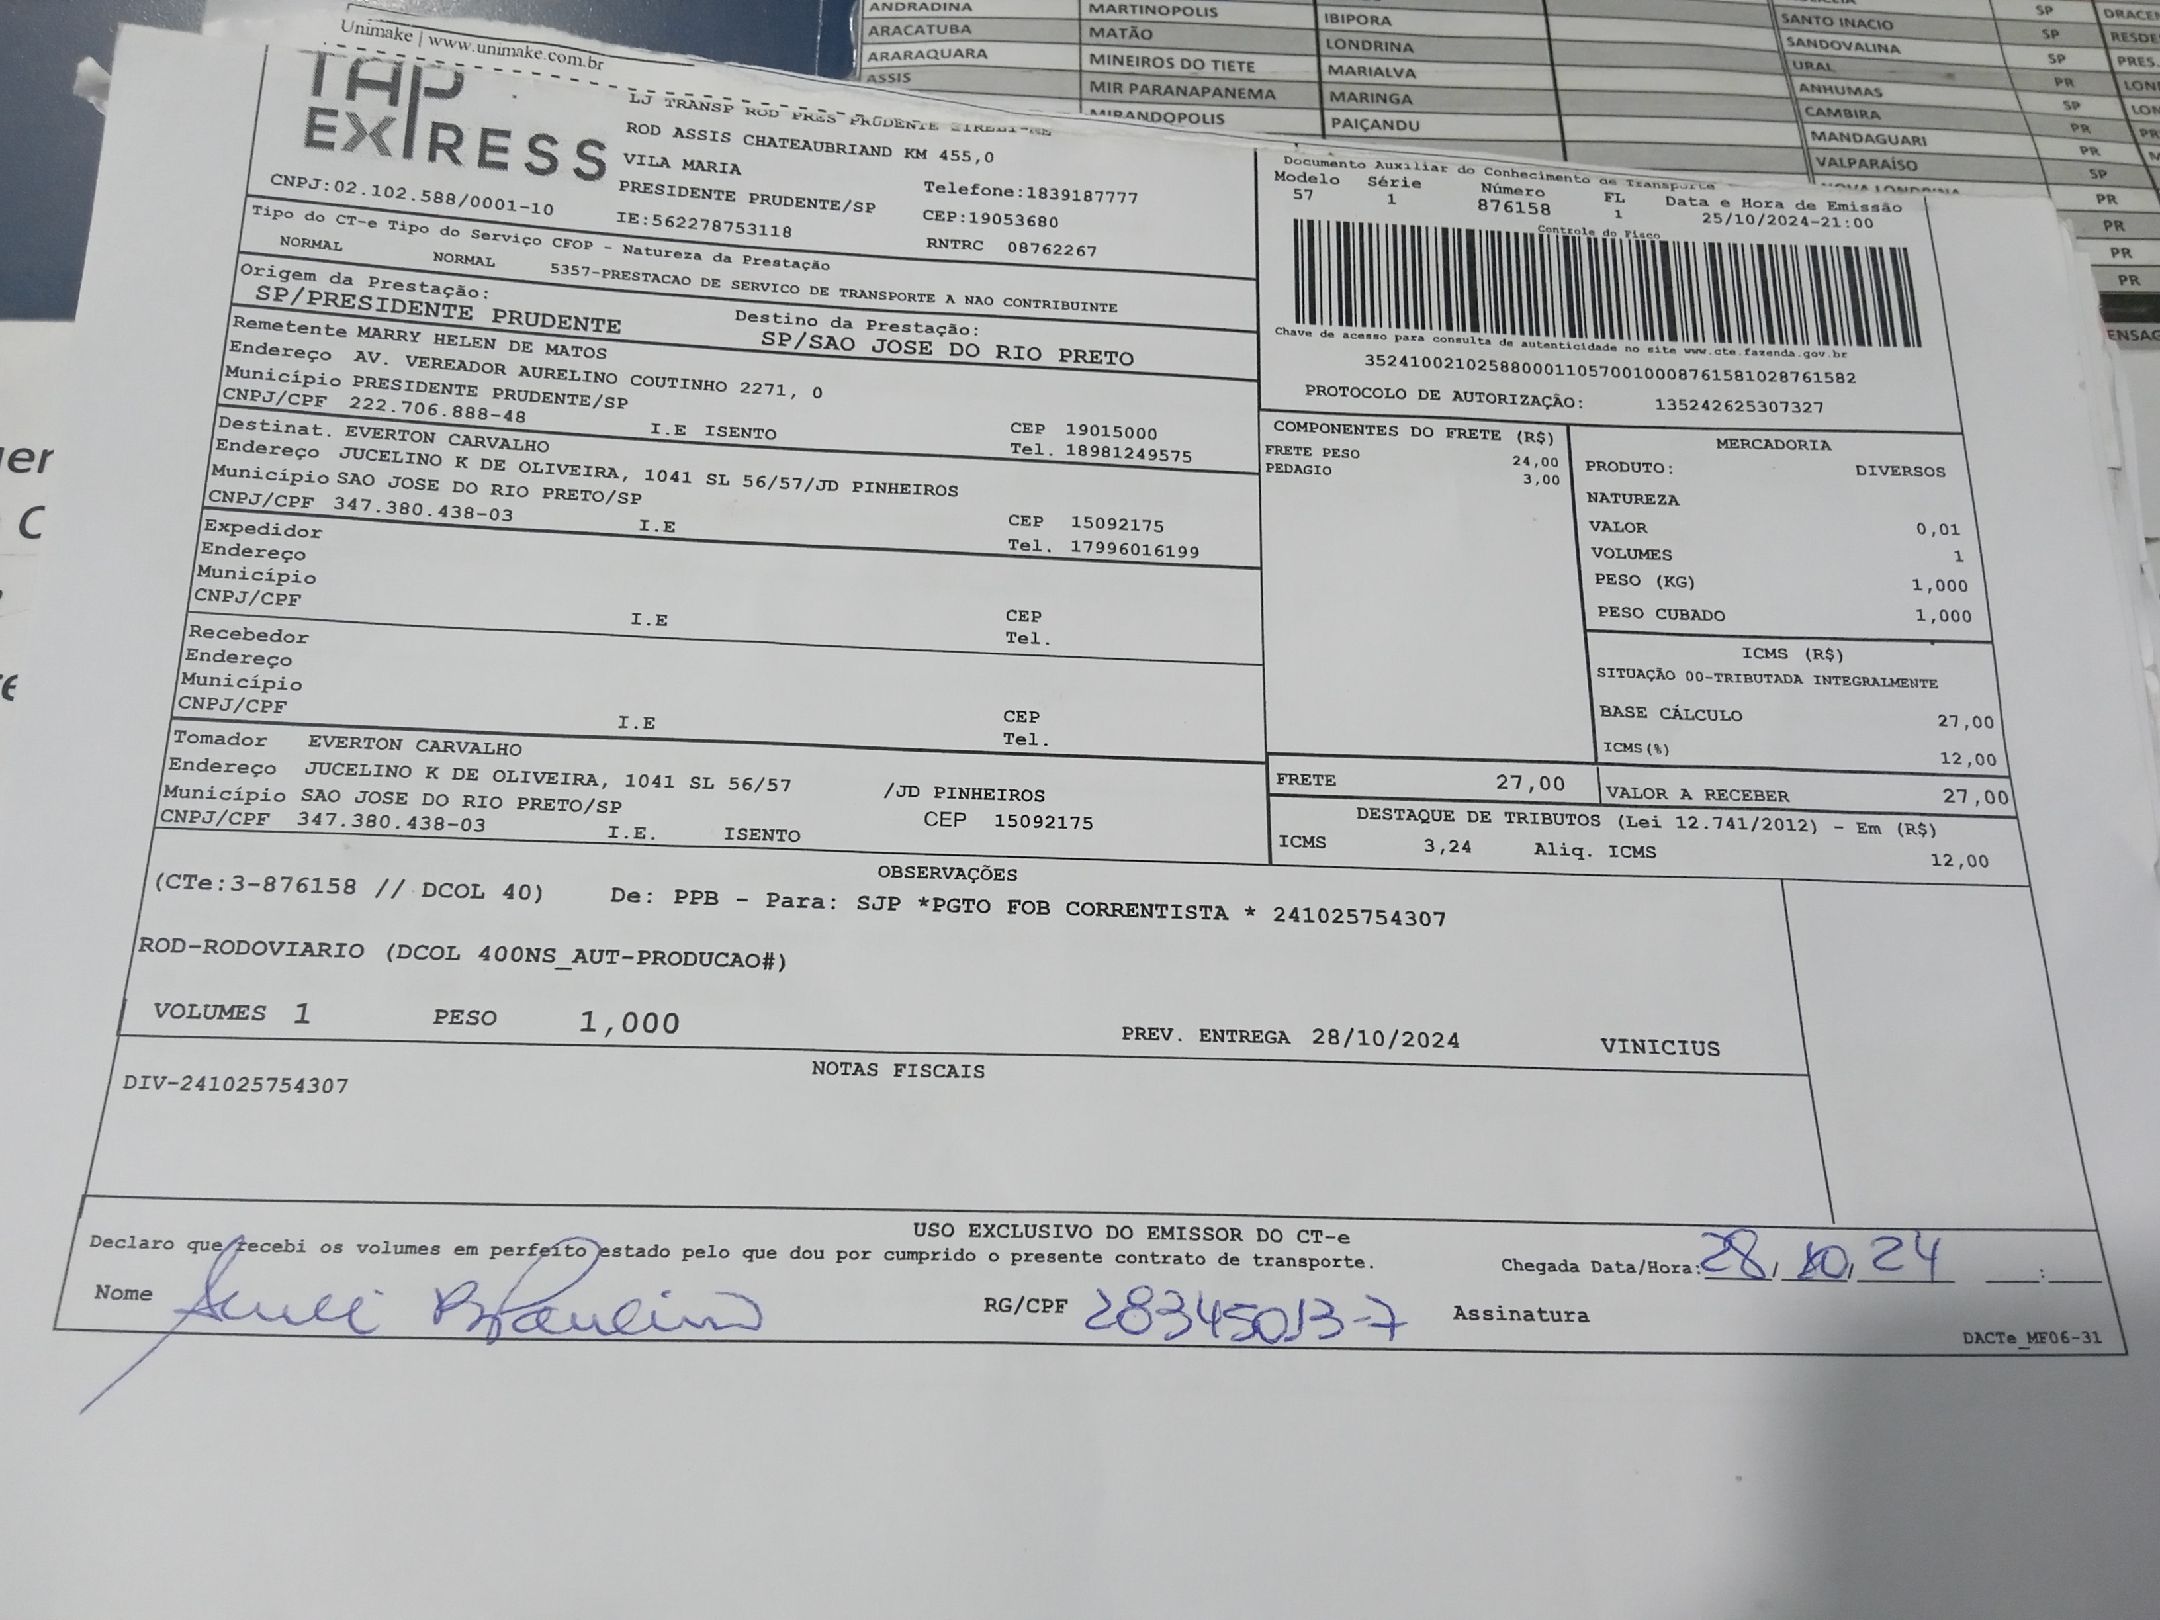 Unimake | www.unimake.com.br
TAP
EXPRESS
LJ TRANSP ROD PRES PRUDENTE
ROD ASSIS CHATEAUBRIAND KM 455,0
VILA MARIA
PRESIDENTE PRUDENTE/SP
Telefone:1839187777
CNPJ:02.102.588/0001-10
IE:562278753118
CEP:19053680
RNTRC 08762267
Documento Auxiliar do Conhecimento de Transporte
Modelo Série Número FL Data e Hora de Emissão
57 1 876158 1 25/10/2024-21:00
Controle do Fisco
Chave de acesso para consulta de autenticidade no site www.cte.fazenda.gov.br
35241002102588000110570010008761581028761582
PROTOCOLO DE AUTORIZAÇÃO: 135242625307327
Tipo do CT-e Tipo do Serviço CFOP - Natureza da Prestação
NORMAL NORMAL 5357-PRESTACAO DE SERVICO DE TRANSPORTE A NAO CONTRIBUINTE
Origem da Prestação: Destino da Prestação:
SP/PRESIDENTE PRUDENTE SP/SAO JOSE DO RIO PRETO
Remetente MARRY HELEN DE MATOS
Endereço AV. VEREADOR AURELINO COUTINHO 2271, 0
Município PRESIDENTE PRUDENTE/SP CEP 19015000
CNPJ/CPF 222.706.888-48 I.E ISENTO Tel. 18981249575
Destinat. EVERTON CARVALHO
Endereço JUCELINO K DE OLIVEIRA, 1041 SL 56/57/JD PINHEIROS
Município SAO JOSE DO RIO PRETO/SP CEP 15092175
CNPJ/CPF 347.380.438-03 I.E Tel. 17996016199
Expedidor
Endereço
Município CEP
CNPJ/CPF I.E Tel.
Recebedor
Endereço
Município CEP
CNPJ/CPF I.E Tel.
Tomador EVERTON CARVALHO
Endereço JUCELINO K DE OLIVEIRA, 1041 SL 56/57 /JD PINHEIROS
Município SAO JOSE DO RIO PRETO/SP CEP 15092175
CNPJ/CPF 347.380.438-03 I.E. ISENTO
COMPONENTES DO FRETE (R$)
FRETE PESO 24,00
PEDAGIO 3,00
MERCADORIA
PRODUTO: DIVERSOS
NATUREZA
VALOR 0,01
VOLUMES 1
PESO (KG) 1,000
PESO CUBADO 1,000
ICMS (R$)
SITUAÇÃO 00-TRIBUTADA INTEGRALMENTE
BASE CÁLCULO 27,00
ICMS(%) 12,00
FRETE 27,00 VALOR A RECEBER 27,00
DESTAQUE DE TRIBUTOS (Lei 12.741/2012) - Em (R$)
ICMS 3,24 Aliq. ICMS 12,00
OBSERVAÇÕES
(CTe:3-876158 // DCOL 40) De: PPB - Para: SJP *PGTO FOB CORRENTISTA * 241025754307
ROD-RODOVIARIO (DCOL 400NS_AUT-PRODUCAO#)
VOLUMES 1 PESO 1,000 PREV. ENTREGA 28/10/2024 VINICIUS
NOTAS FISCAIS
DIV-241025754307
USO EXCLUSIVO DO EMISSOR DO CT-e
Declaro que recebi os volumes em perfeito estado pelo que dou por cumprido o presente contrato de transporte.
Chegada Data/Hora: 28, 10, 24 :
Nome RG/CPF 28345013-7 Assinatura
DACTe_MF06-31
ANDRADINA MARTINOPOLIS IBIPORA
ARACATUBA MATÃO LONDRINA
ARARAQUARA MINEIROS DO TIETE MARIALVA
ASSIS MIR PARANAPANEMA MARINGA
MIRANDOPOLIS PAIÇANDU
SP
SANTO INACIO SP
SANDOVALINA SP
URAL PR
ANHUMAS SP
CAMBIRA PR
MANDAGUARI PR
VALPARAÍSO SP
NOVA LONDRINA PR
PR
PR
PR